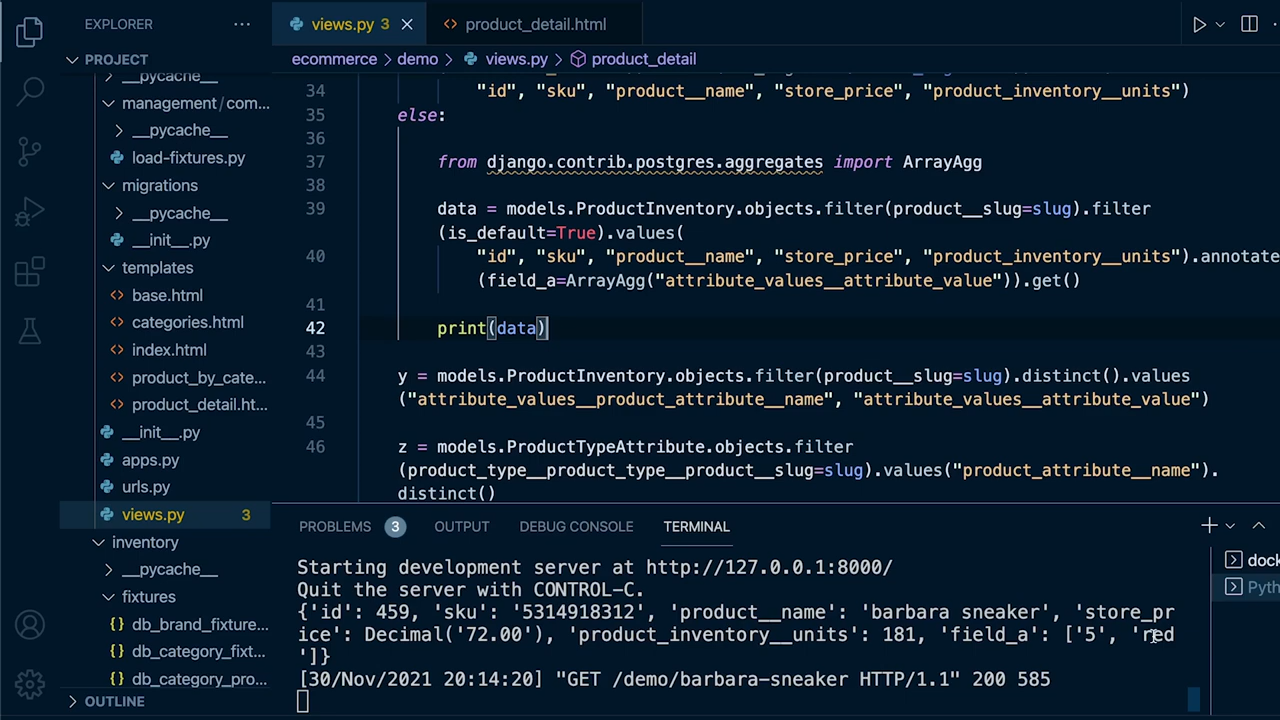 EXPLORER
views.py 3
product_detail.html
PROJECT
ecommerce > demo > views.py > product_detail
__pycache__
management/com...
__pycache__
load-fixtures.py
migrations
__pycache__
__init__.py
templates
base.html
categories.html
index.html
product_by_cate...
product_detail.ht...
__init__.py
apps.py
urls.py
views.py 3
inventory
__pycache__
fixtures
db_brand_fixture...
db_category_fixt...
db_category_pro...
OUTLINE
34 "id", "sku", "product__name", "store_price", "product_inventory__units")
35 else:
36
37 from django.contrib.postgres.aggregates import ArrayAgg
38
39 data = models.ProductInventory.objects.filter(product__slug=slug).filter
(is_default=True).values(
40 "id", "sku", "product__name", "store_price", "product_inventory__units").annotate
(field_a=ArrayAgg("attribute_values__attribute_value")).get()
41
42 print(data)
43
44 y = models.ProductInventory.objects.filter(product__slug=slug).distinct().values
("attribute_values__product_attribute__name", "attribute_values__attribute_value")
45
46 z = models.ProductTypeAttribute.objects.filter
(product_type__product_type__product__slug=slug).values("product_attribute__name").
distinct()
PROBLEMS 3 OUTPUT DEBUG CONSOLE TERMINAL
Starting development server at http://127.0.0.1:8000/
Quit the server with CONTROL-C.
{'id': 459, 'sku': '5314918312', 'product__name': 'barbara sneaker', 'store_pr
ice': Decimal('72.00'), 'product_inventory__units': 181, 'field_a': ['5', 'red
']}
[30/Nov/2021 20:14:20] "GET /demo/barbara-sneaker HTTP/1.1" 200 585
dock
Pyth